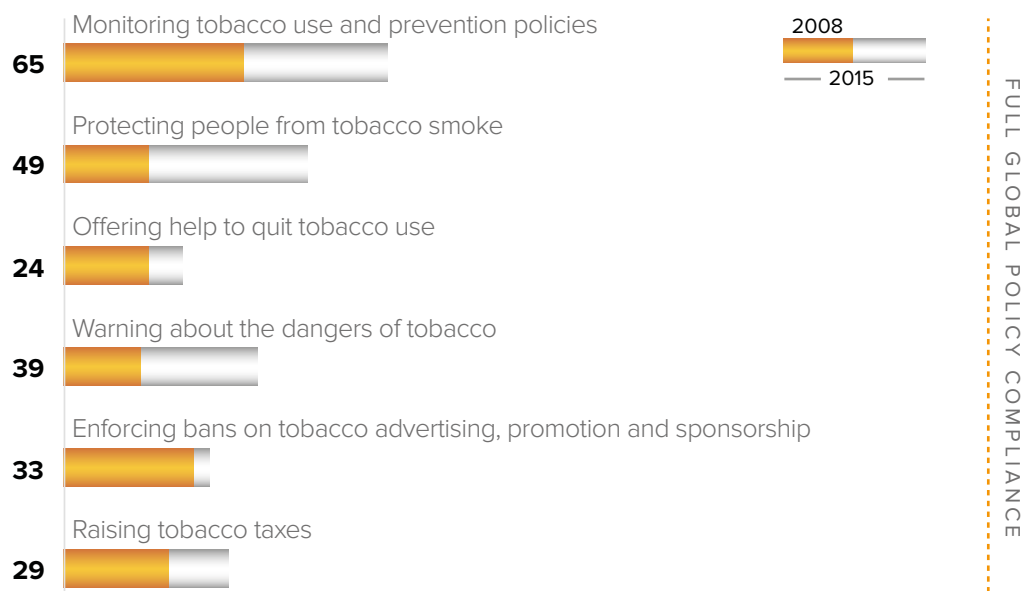 Monitoring tobacco use and prevention policies
65
2008
2015
Protecting people from tobacco smoke
49
Offering help to quit tobacco use
24
Warning about the dangers of tobacco
39
Enforcing bans on tobacco advertising, promotion and sponsorship
33
Raising tobacco taxes
29
FULL GLOBAL POLICY COMPLIANCE